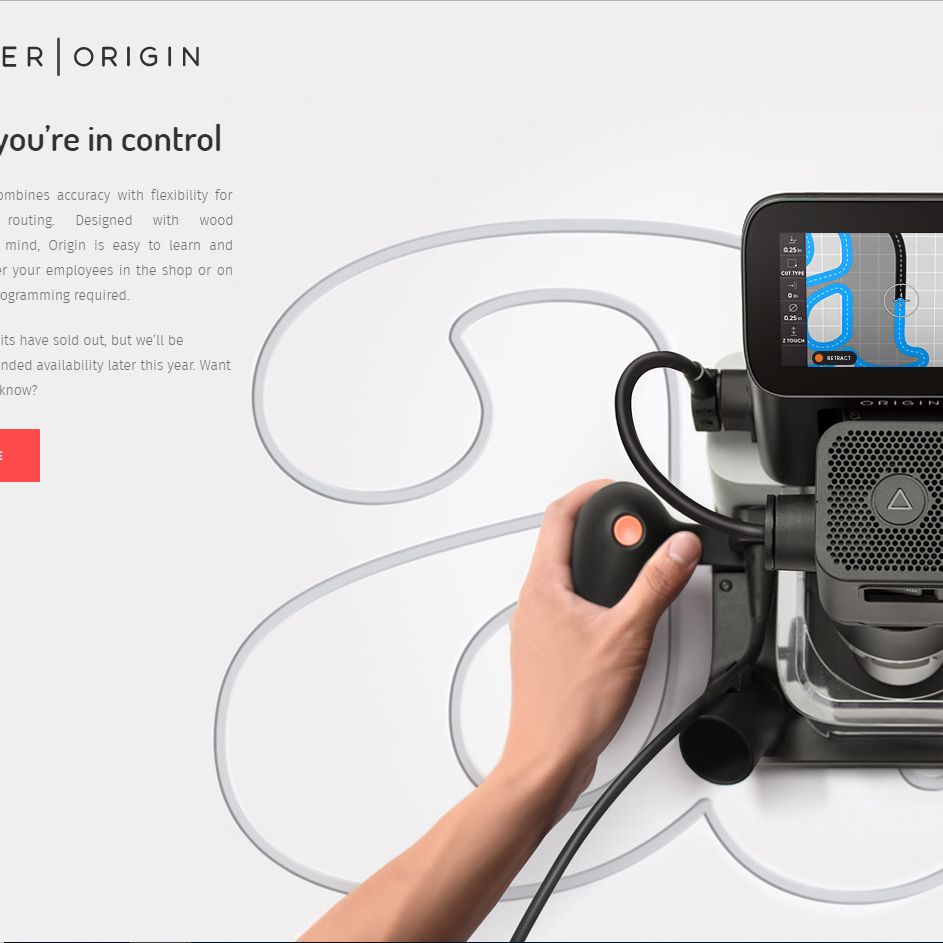 ER | ORIGIN
you’re in control
ombines accuracy with flexibility for
routing. Designed with wood
mind, Origin is easy to learn and
er your employees in the shop or on
ogramming required.
its have sold out, but we’ll be
nded availability later this year. Want
know?
E
0.25 in
CUT TYPE
0 in
0.25 in
Z TOUCH
RETRACT
ORIGIN